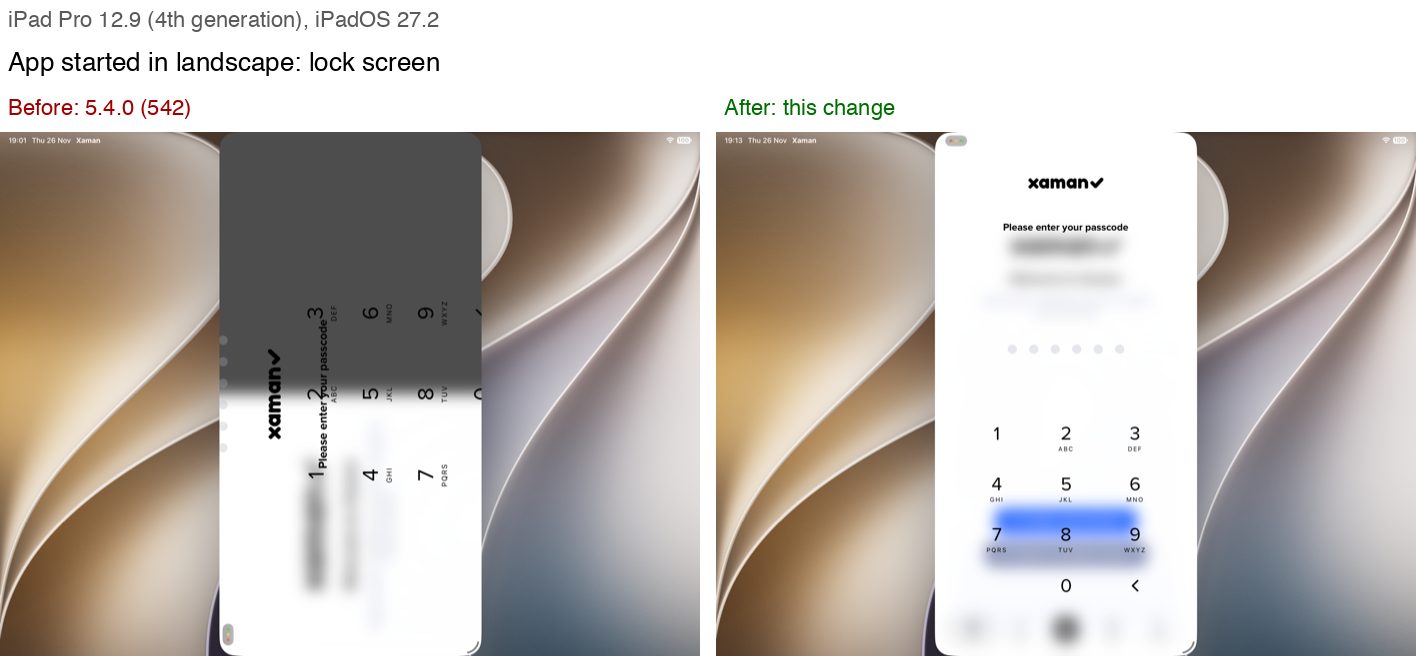 iPad Pro 12.9 (4th generation), iPadOS 27.2
App started in landscape: lock screen
Before: 5.4.0 (542)
After: this change
19:01 Thu 26 Nov Xaman
100
xaman
Please enter your passcode
1
2 ABC
3 DEF
4 GHI
5 JKL
6 MNO
7 PQRS
8 TUV
9 WXYZ
19:13 Thu 26 Nov Xaman
100
xaman
Please enter your passcode
1 2 3
ABC DEF
4 5 6
GHI JKL MNO
7 8 9
PQRS TUV WXYZ
0